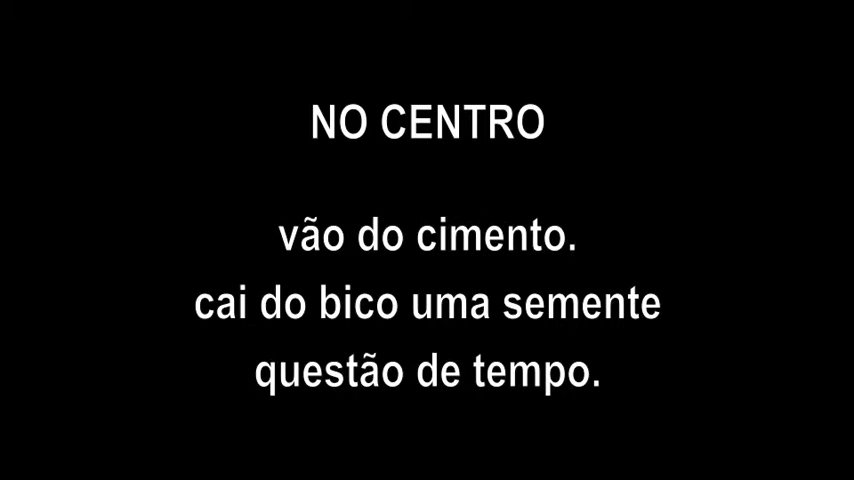 NO CENTRO
vão do cimento.
cai do bico uma semente
questão de tempo.